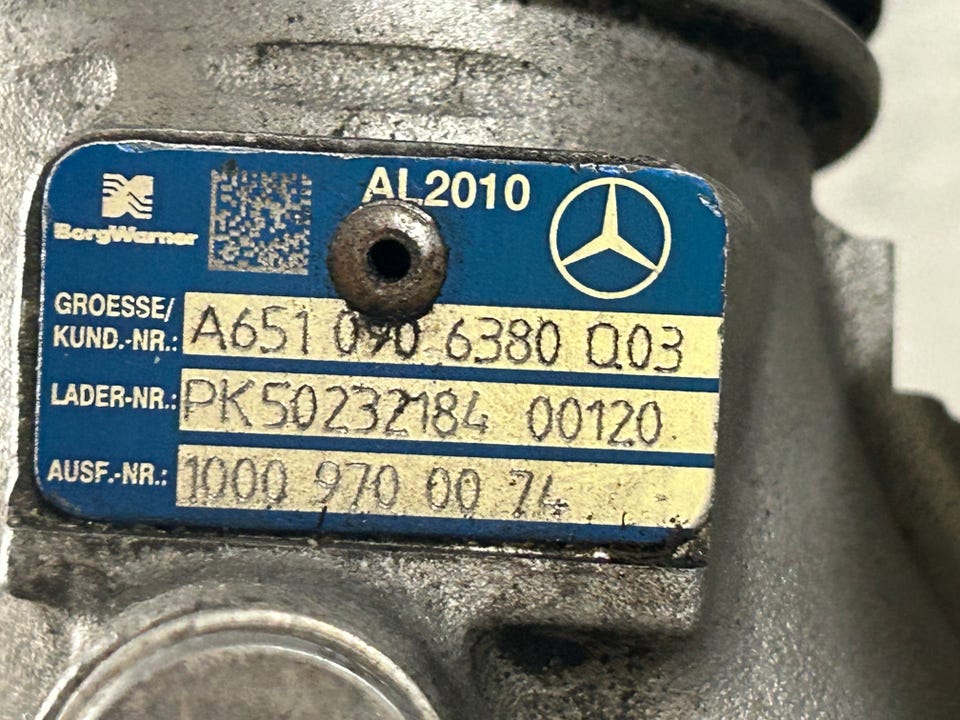 AL2010
BorgWarner
GROESSE/
KUND.-NR.: A651 090 6380 Q03
LADER-NR.: PK50232184 00120
AUSF.-NR.: 1000 970 00 74